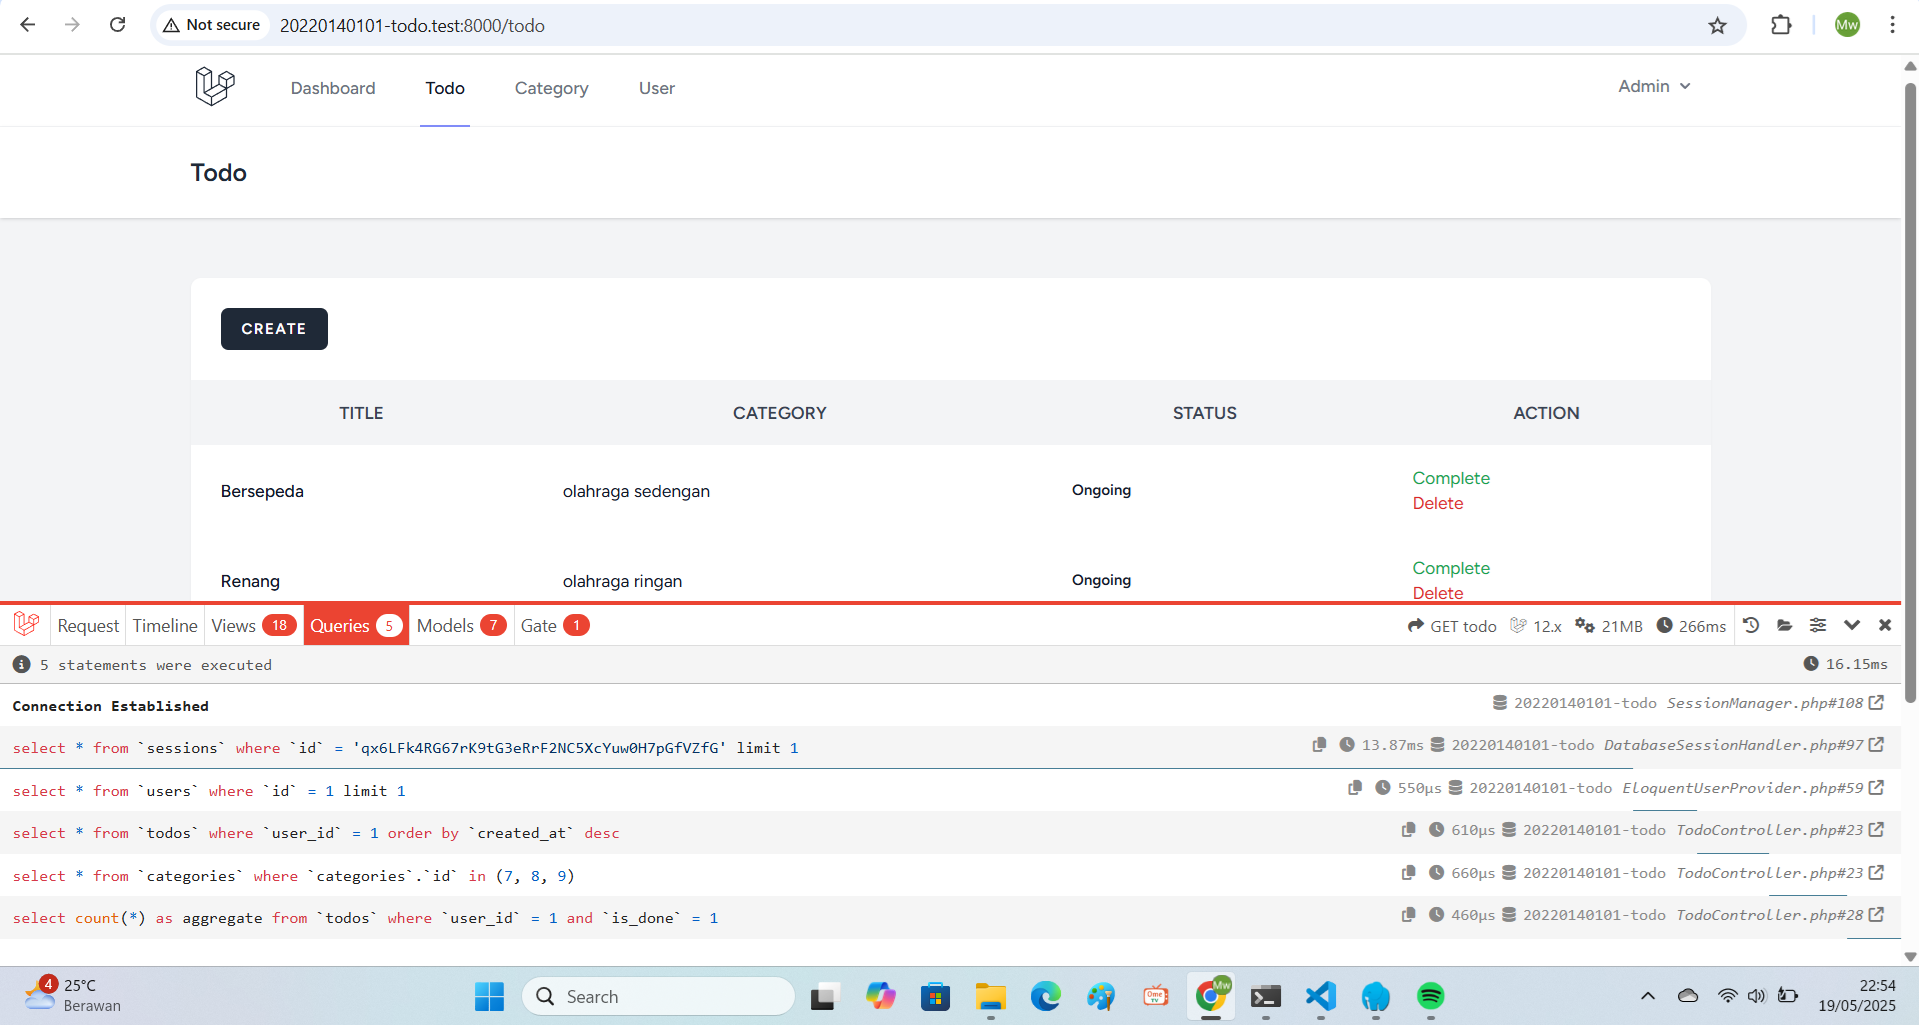 Not secure 20220140101-todo.test:8000/todo Mw
Dashboard Todo Category User Admin
Todo
CREATE
TITLE CATEGORY STATUS ACTION
Bersepeda olahraga sedengan Ongoing Complete
Delete
Renang olahraga ringan Ongoing Complete
Delete
Request Timeline Views 18 Queries 5 Models 7 Gate 1 GET todo 12.x 21MB 266ms
5 statements were executed 16.15ms
Connection Established 20220140101-todo SessionManager.php#108
select * from `sessions` where `id` = 'qx6LFk4RG67rK9tG3eRrF2NC5XcYuw0H7pGfVZfG' limit 1 13.87ms 20220140101-todo DatabaseSessionHandler.php#97
select * from `users` where `id` = 1 limit 1 550μs 20220140101-todo EloquentUserProvider.php#59
select * from `todos` where `user_id` = 1 order by `created_at` desc 610μs 20220140101-todo TodoController.php#23
select * from `categories` where `categories`.`id` in (7, 8, 9) 660μs 20220140101-todo TodoController.php#23
select count(*) as aggregate from `todos` where `user_id` = 1 and `is_done` = 1 460μs 20220140101-todo TodoController.php#28
4 25°C
Berawan
Search
Ome
TV
Mw
22:54
19/05/2025